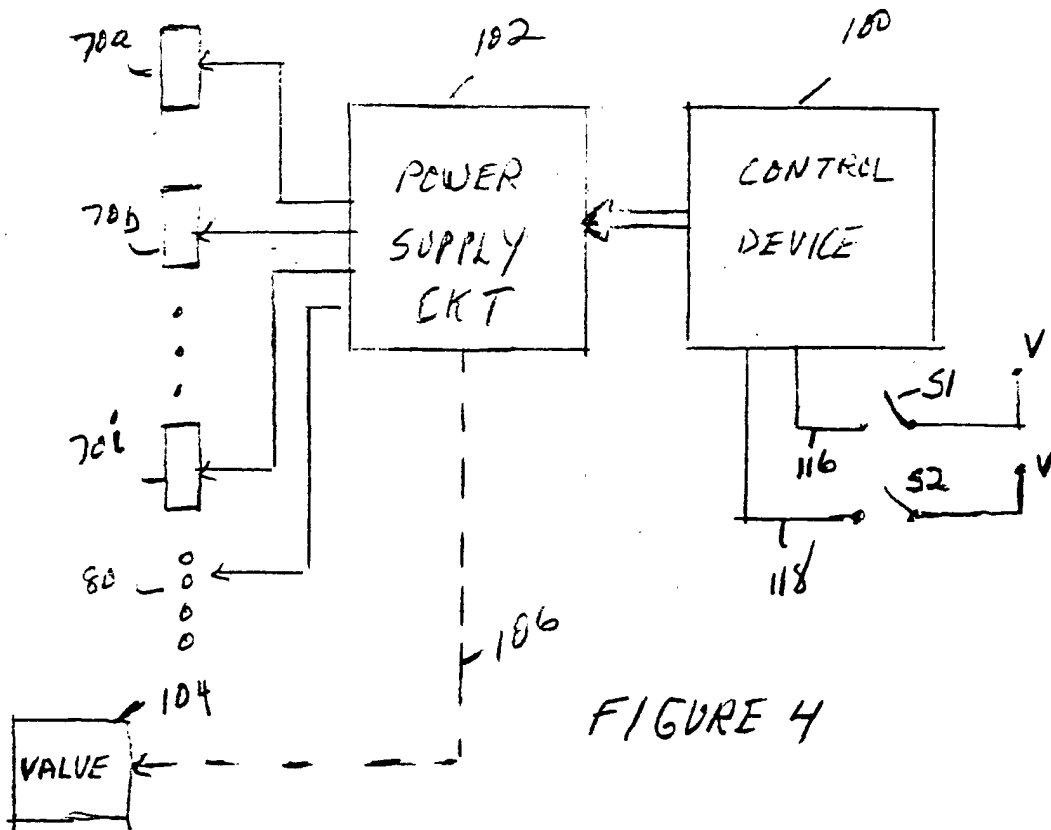 70a
102
100
POWER
SUPPLY
CKT
CONTROL
DEVICE
70b
V
S1
116
70i
V
S2
118
80
106
104
VALUE
FIGURE 4